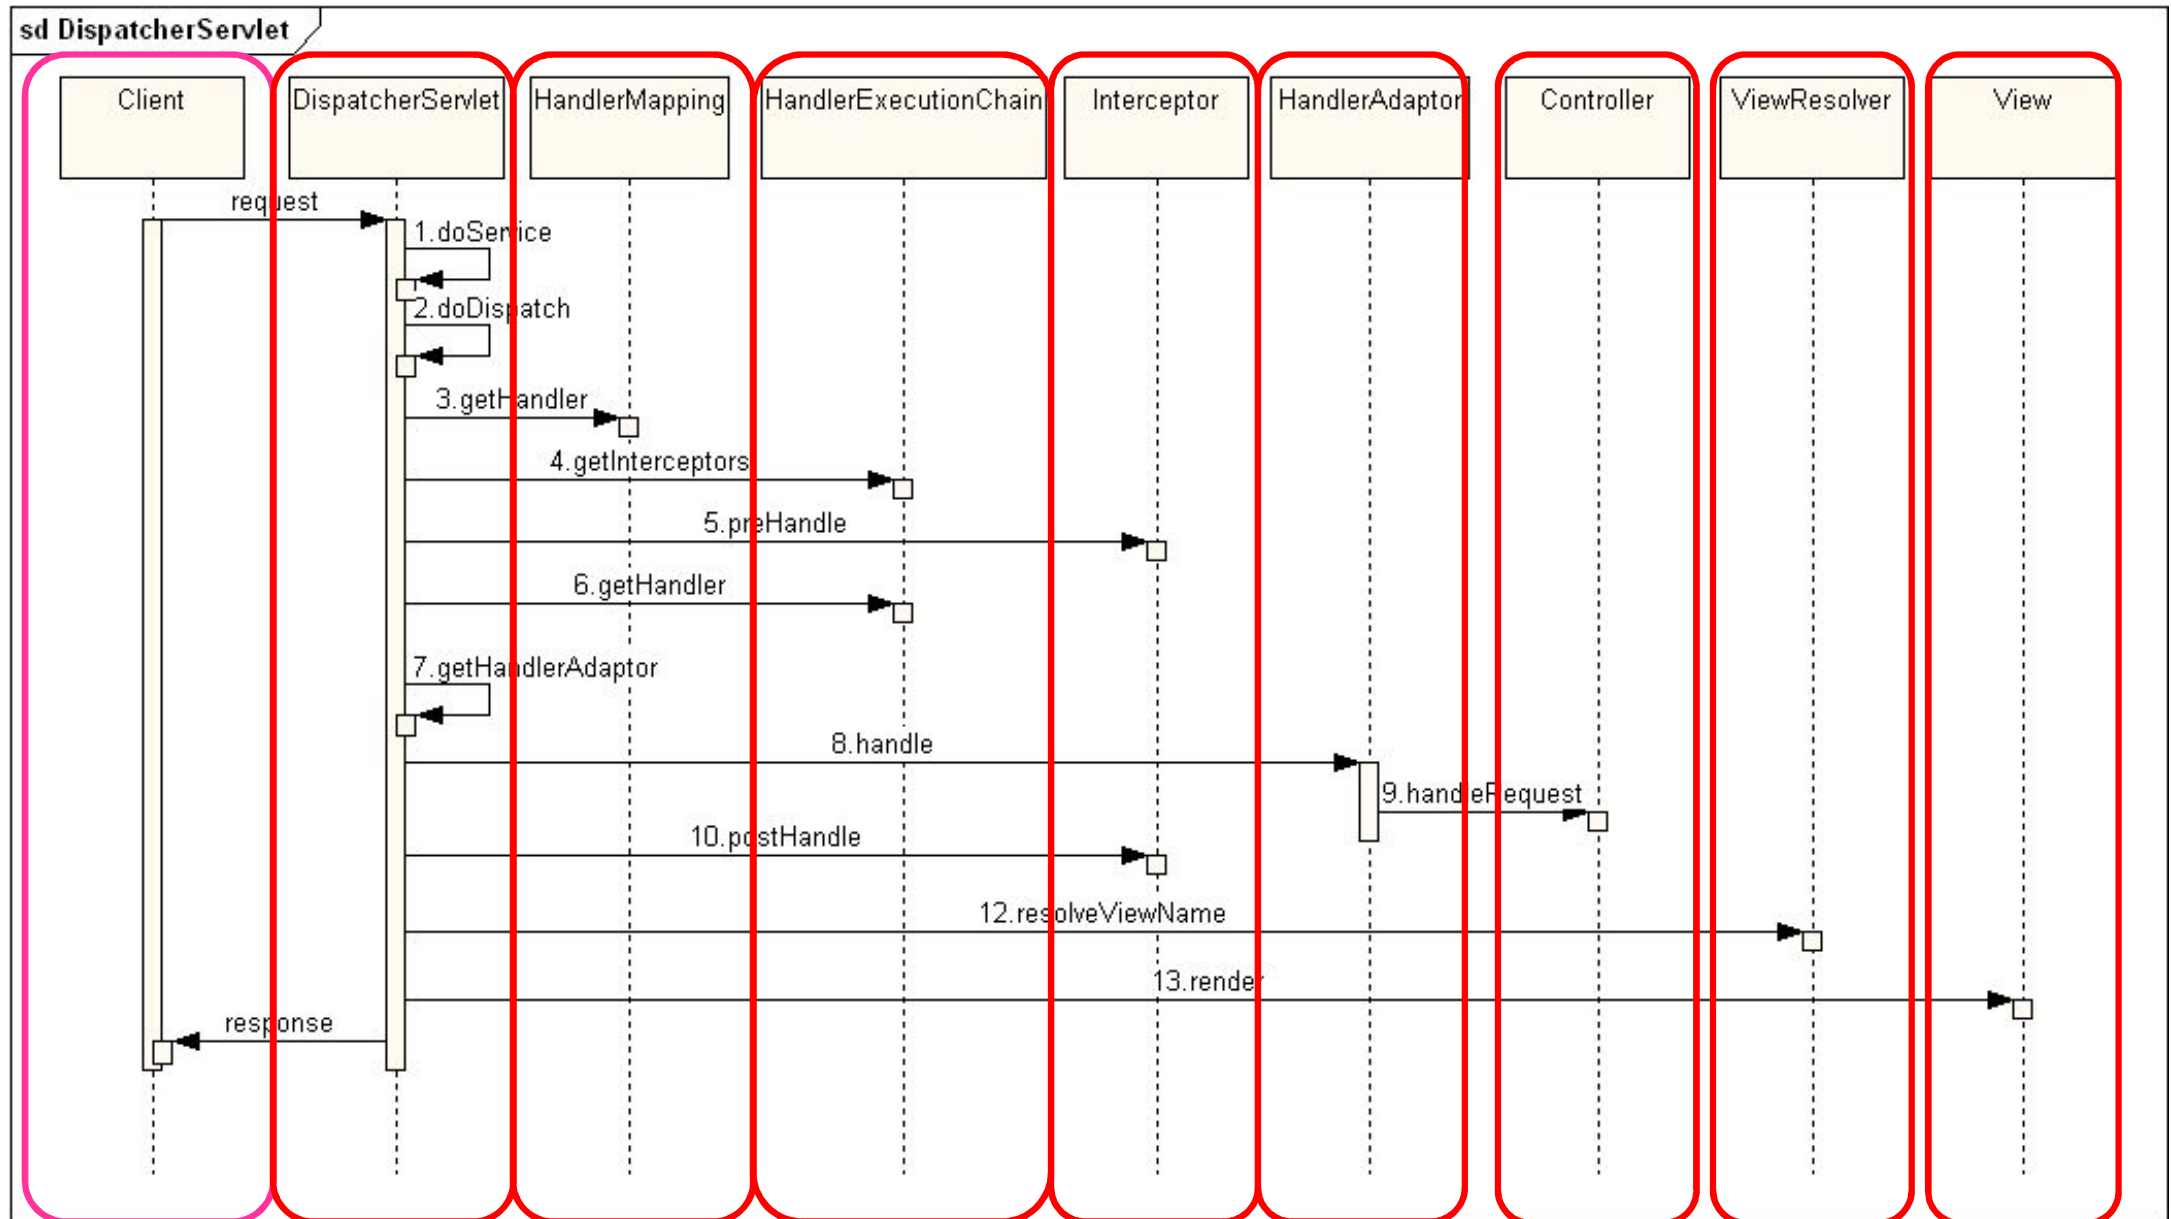 sd DispatcherServlet
Client
DispatcherServlet
HandlerMapping
HandlerExecutionChain
Interceptor
HandlerAdaptor
Controller
ViewResolver
View
request
1.doService
2.doDispatch
3.getHandler
4.getInterceptors
5.preHandle
6.getHandler
7.getHandlerAdaptor
8.handle
9.handleRequest
10.postHandle
12.resolveViewName
13.render
response